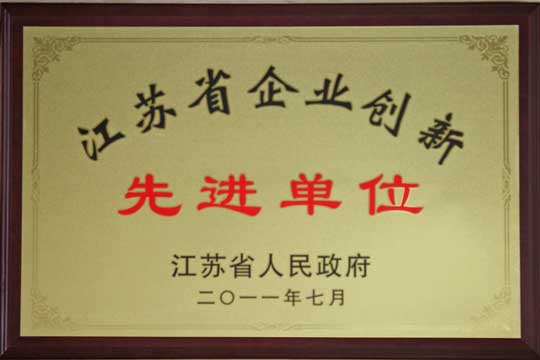 江苏省企业创新
先进单位
江苏省人民政府
二〇一一年七月